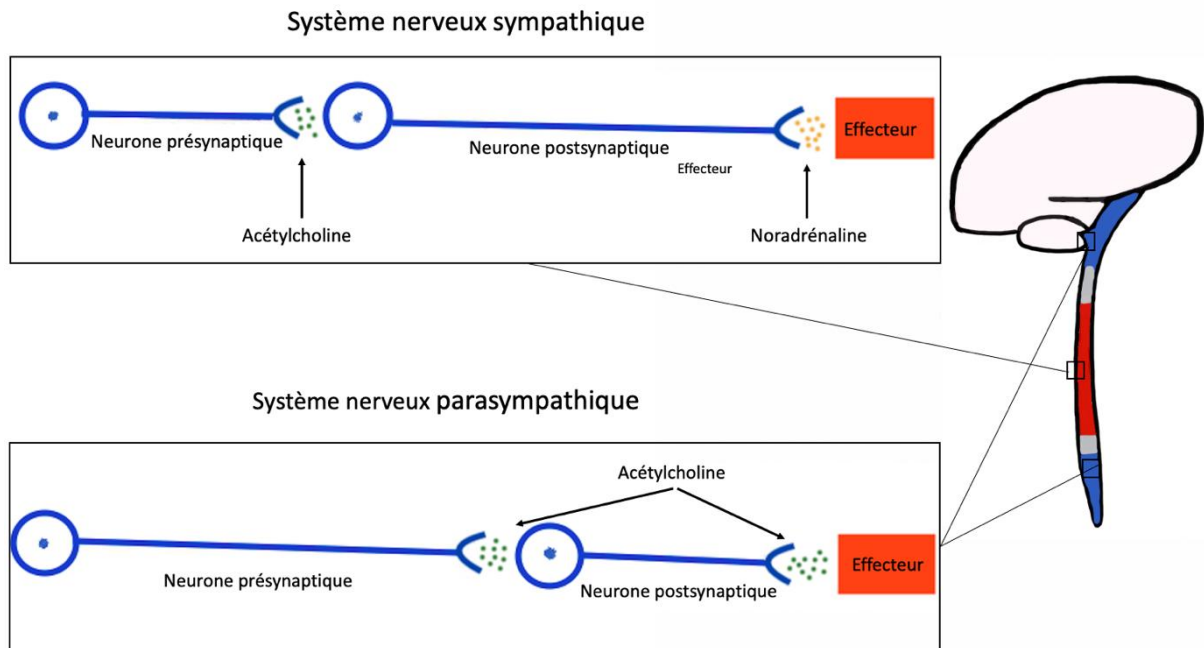 Système nerveux sympathique
Neurone présynaptique
Neurone postsynaptique
Effecteur
Effecteur
Acétylcholine
Noradrénaline
Système nerveux parasympathique
Acétylcholine
Neurone présynaptique
Neurone postsynaptique
Effecteur